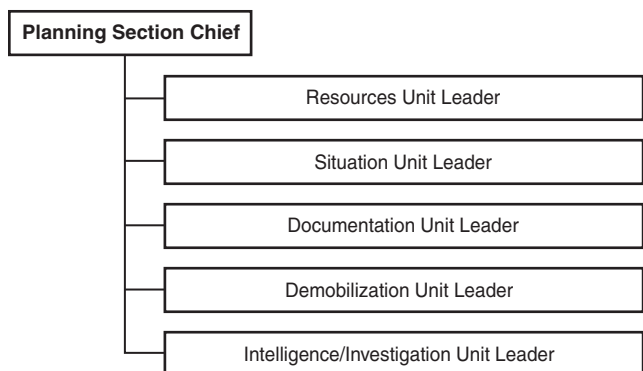 Planning Section Chief
Resources Unit Leader
Situation Unit Leader
Documentation Unit Leader
Demobilization Unit Leader
Intelligence/Investigation Unit Leader